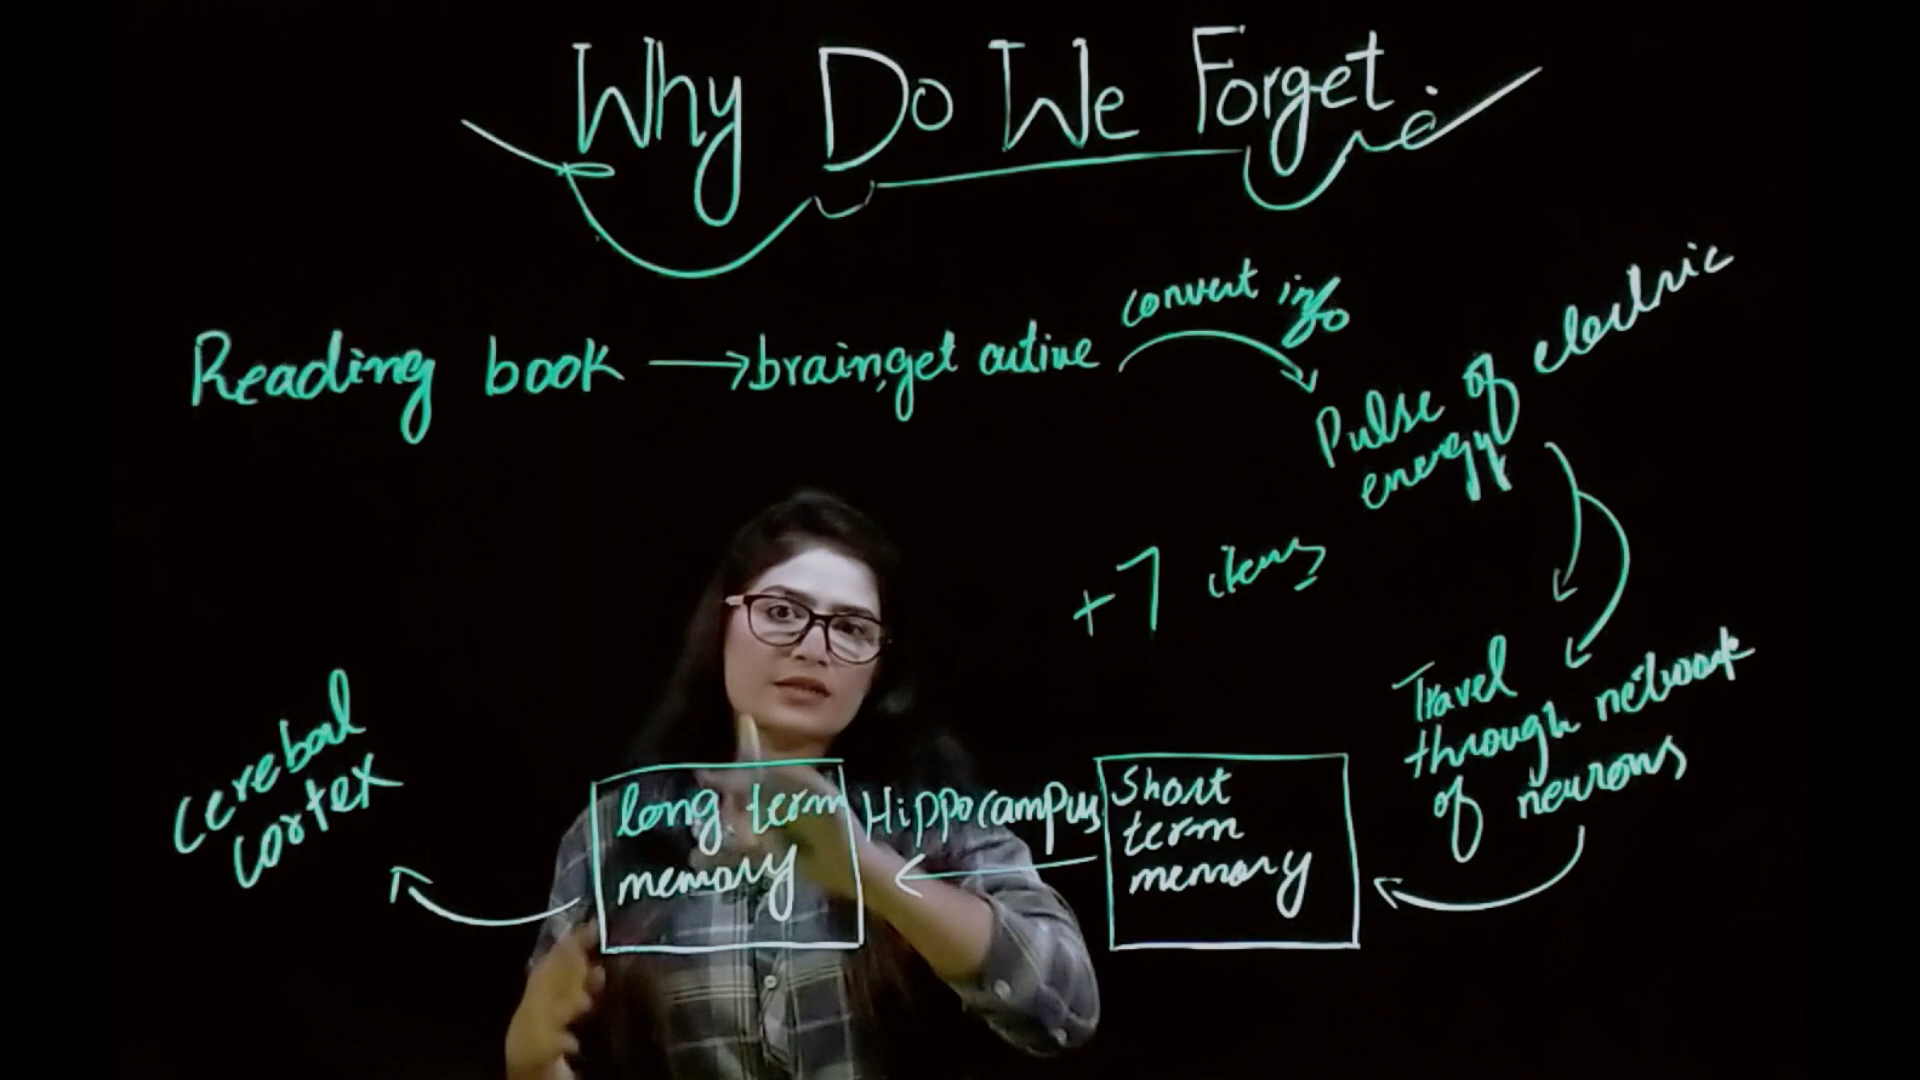 Why Do We Forget.
Reading book → brain, get active
convert info
Pulse of electric
energy
+7 items
Travel
through network
of neurons
Short
term
memory
Hippocampus
long term
memory
Cerebral
Cortex